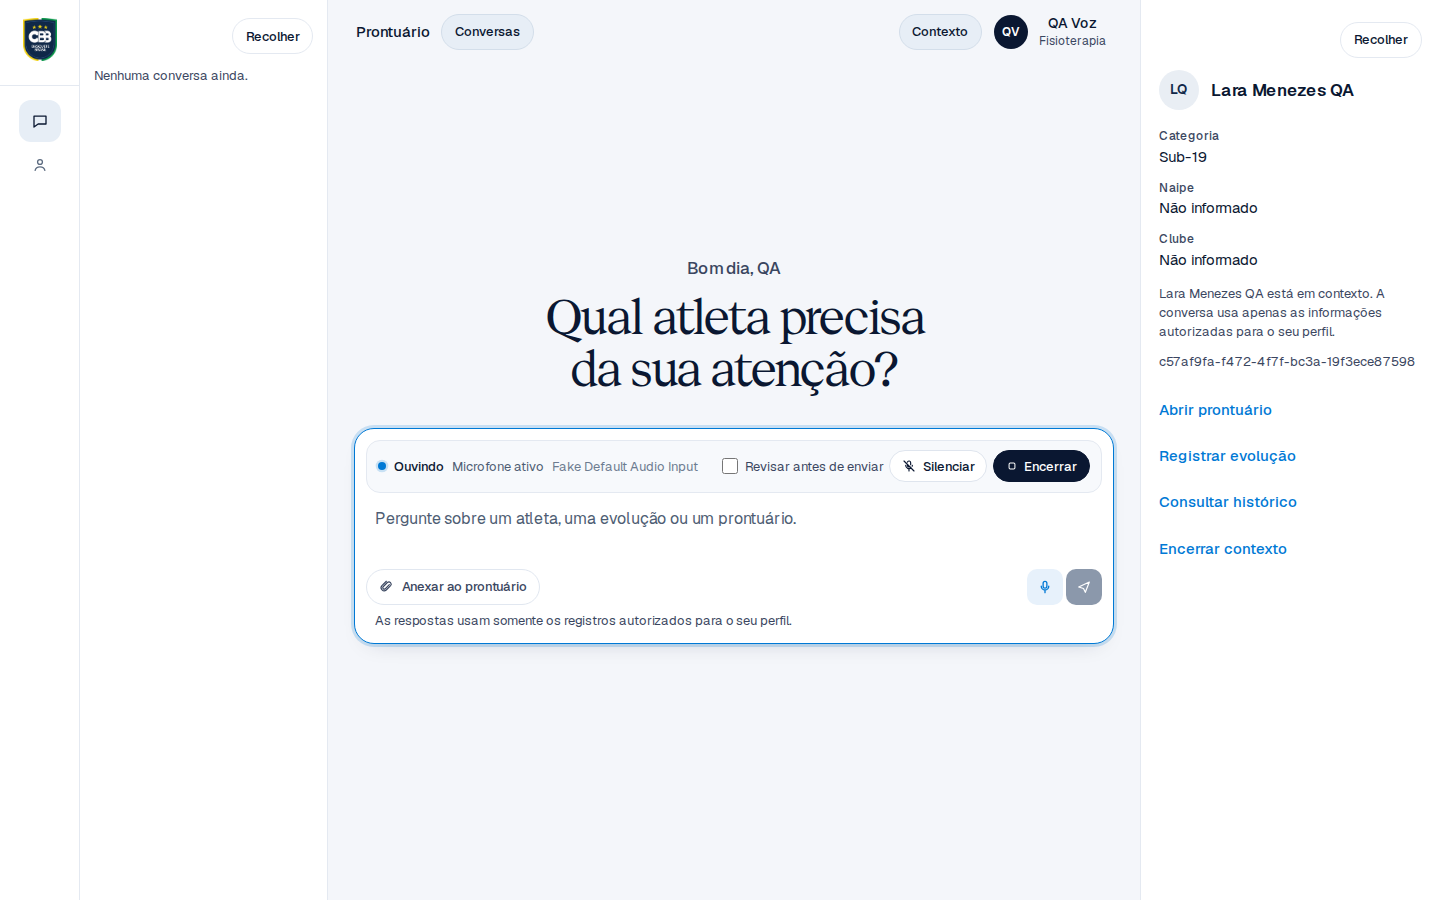 CBB
Recolher
Nenhuma conversa ainda.
Prontuário
Conversas
Contexto
QV
QA Voz
Fisioterapia
Bom dia, QA
Qual atleta precisa
da sua atenção?
Ouvindo Microfone ativo Fake Default Audio Input
Revisar antes de enviar
Silenciar
Encerrar
Pergunte sobre um atleta, uma evolução ou um prontuário.
Anexar ao prontuário
As respostas usam somente os registros autorizados para o seu perfil.
Recolher
LQ
Lara Menezes QA
Categoria
Sub-19
Naipe
Não informado
Clube
Não informado
Lara Menezes QA está em contexto. A
conversa usa apenas as informações
autorizadas para o seu perfil.
c57af9fa-f472-4f7f-bc3a-19f3ece87598
Abrir prontuário
Registrar evolução
Consultar histórico
Encerrar contexto